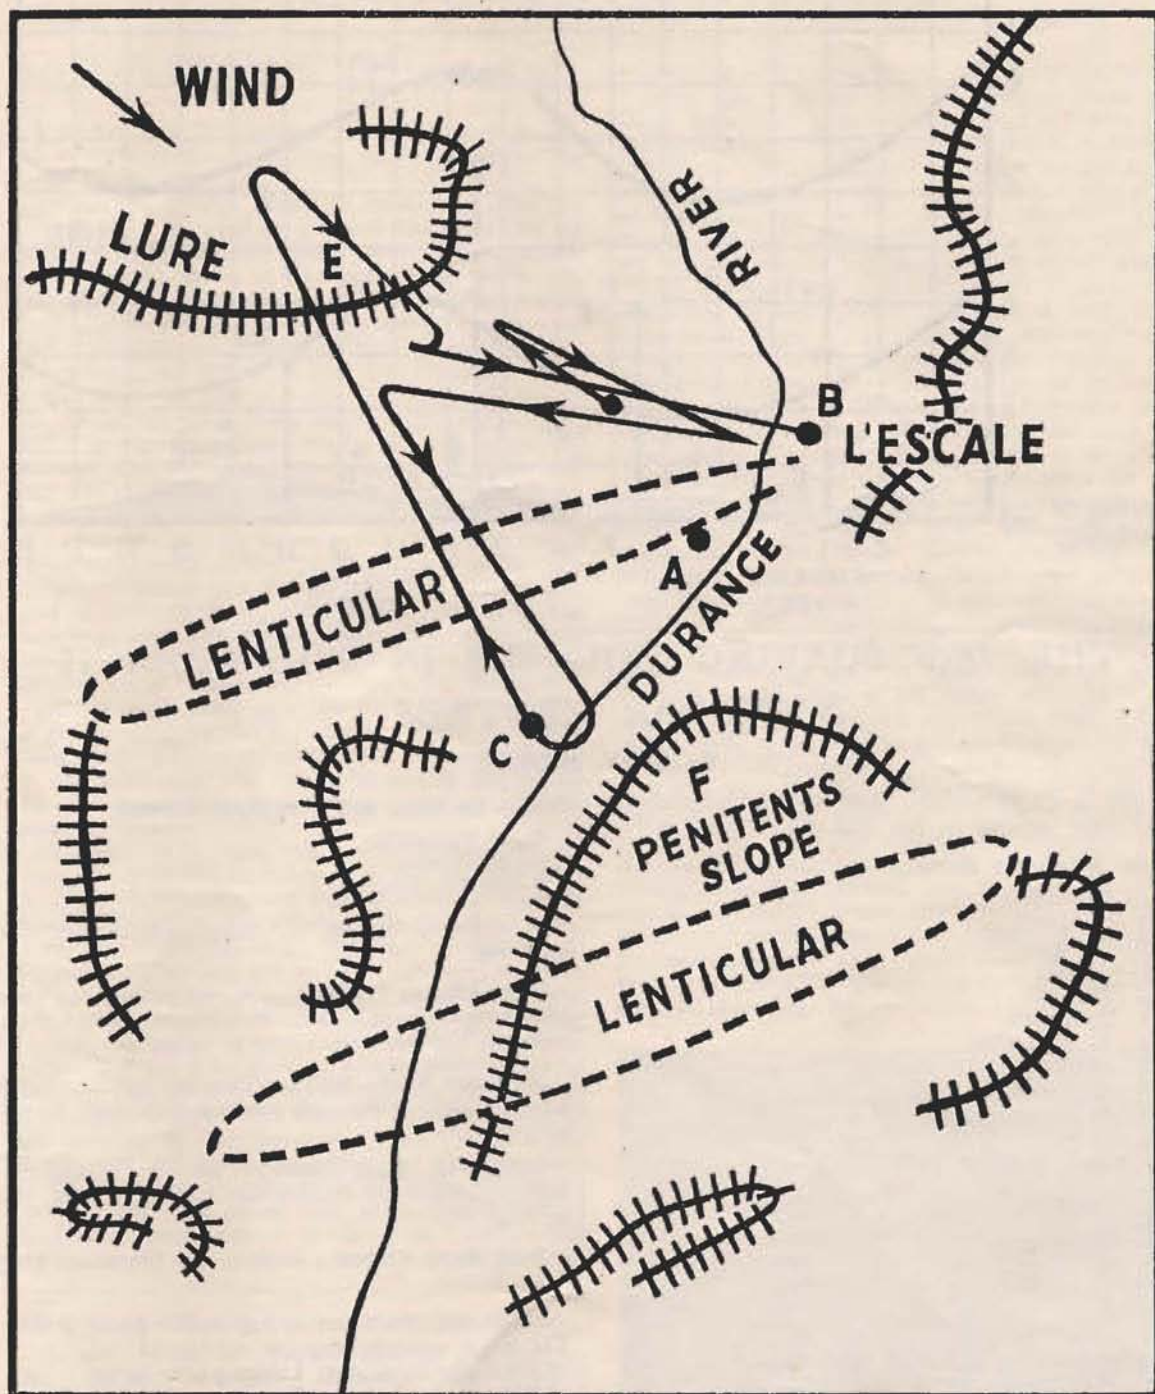 WIND
LURE
E
RIVER
B
L'ESCALE
A
LENTICULAR
DURANCE
C
F
PENITENTS
SLOPE
LENTICULAR